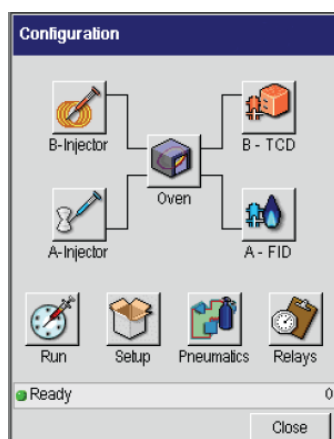 Configuration
B-Injector B - TCD
Oven
A-Injector A - FID
Run Setup Pneumatics Relays
Ready 0
Close